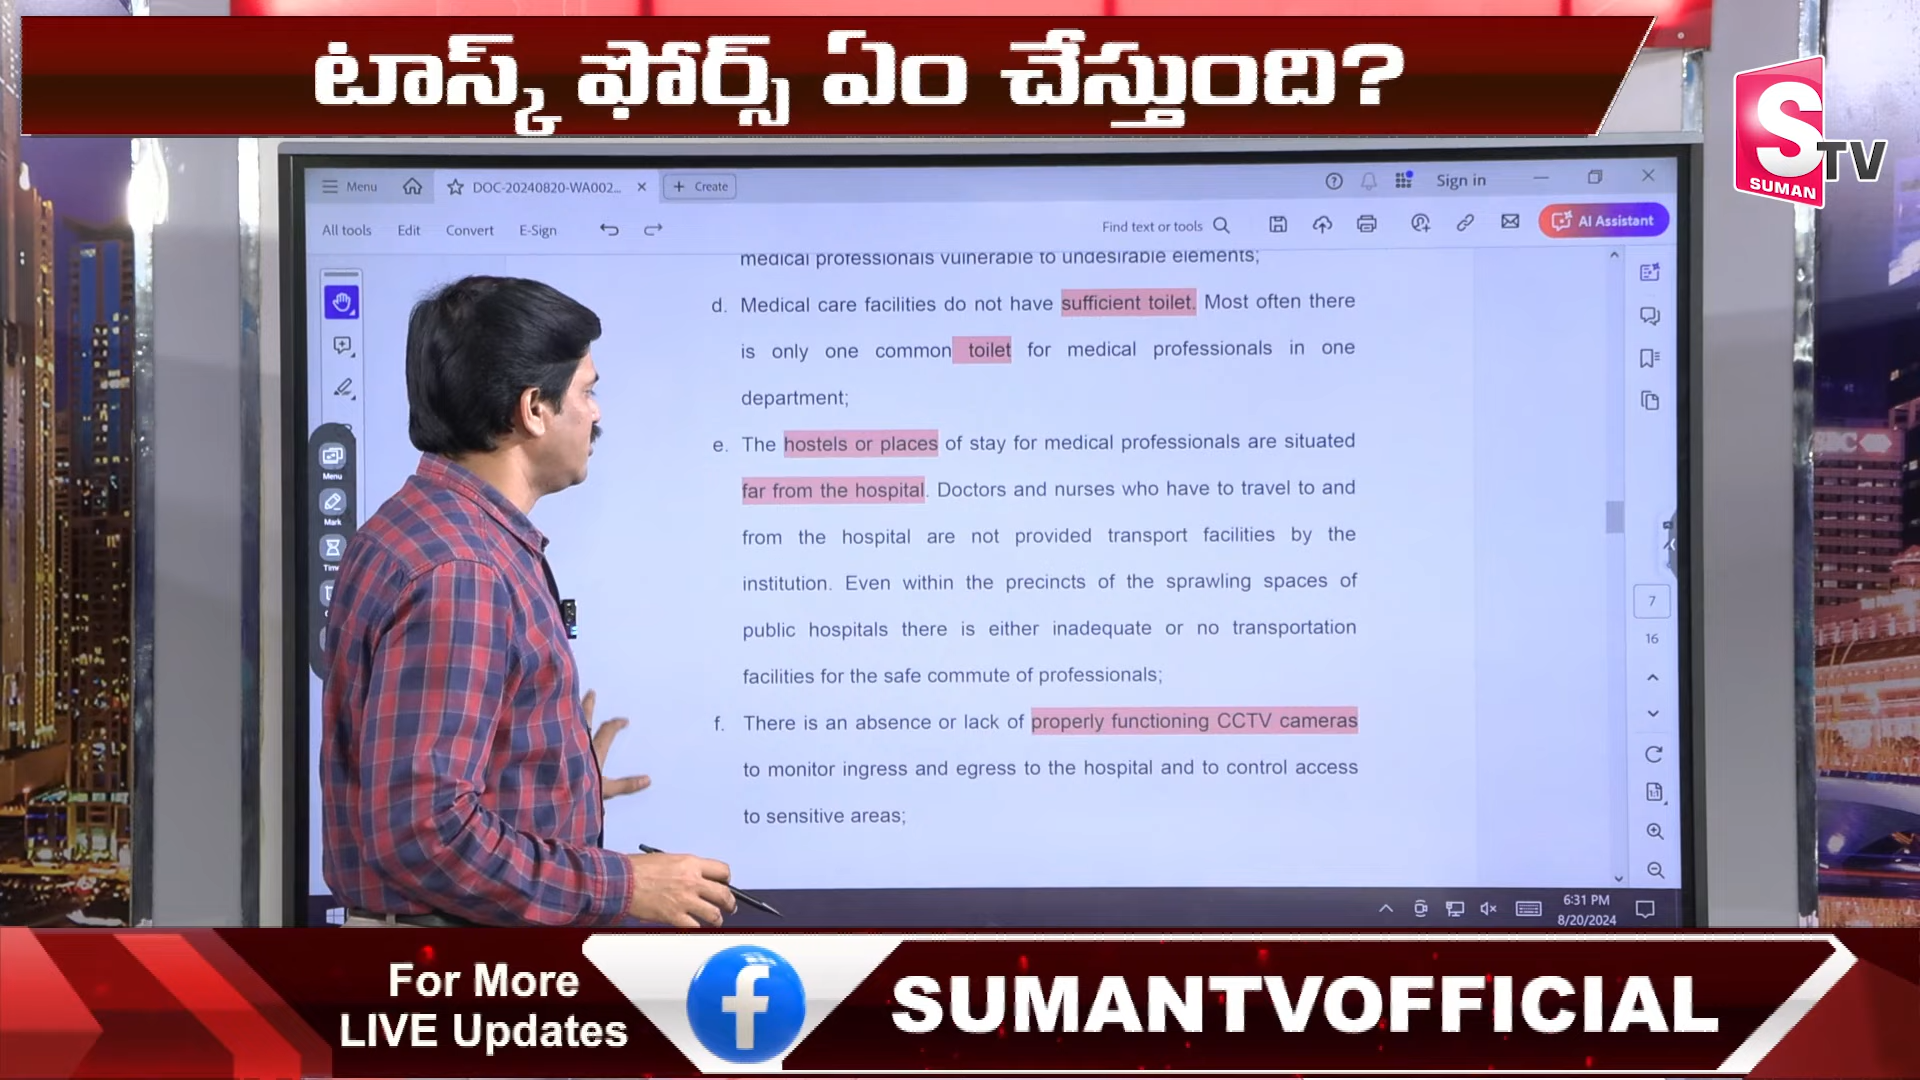 టాస్క్ ఫోర్స్ ఏం చేస్తుంది?
S
TV
SUMAN
Menu
DOC-20240820-WA002...
Create
Sign in
All tools
Edit
Convert
E-Sign
Find text or tools
AI Assistant
medical professionals vulnerable to undesirable elements;
d. Medical care facilities do not have sufficient toilet. Most often there
is only one common toilet for medical professionals in one
department;
e. The hostels or places of stay for medical professionals are situated
far from the hospital. Doctors and nurses who have to travel to and
from the hospital are not provided transport facilities by the
institution. Even within the precincts of the sprawling spaces of
public hospitals there is either inadequate or no transportation
facilities for the safe commute of professionals;
f. There is an absence or lack of properly functioning CCTV cameras
to monitor ingress and egress to the hospital and to control access
to sensitive areas;
Menu
Mark
7
16
6:31 PM
8/20/2024
For More
LIVE Updates
f
SUMANTVOFFICIAL